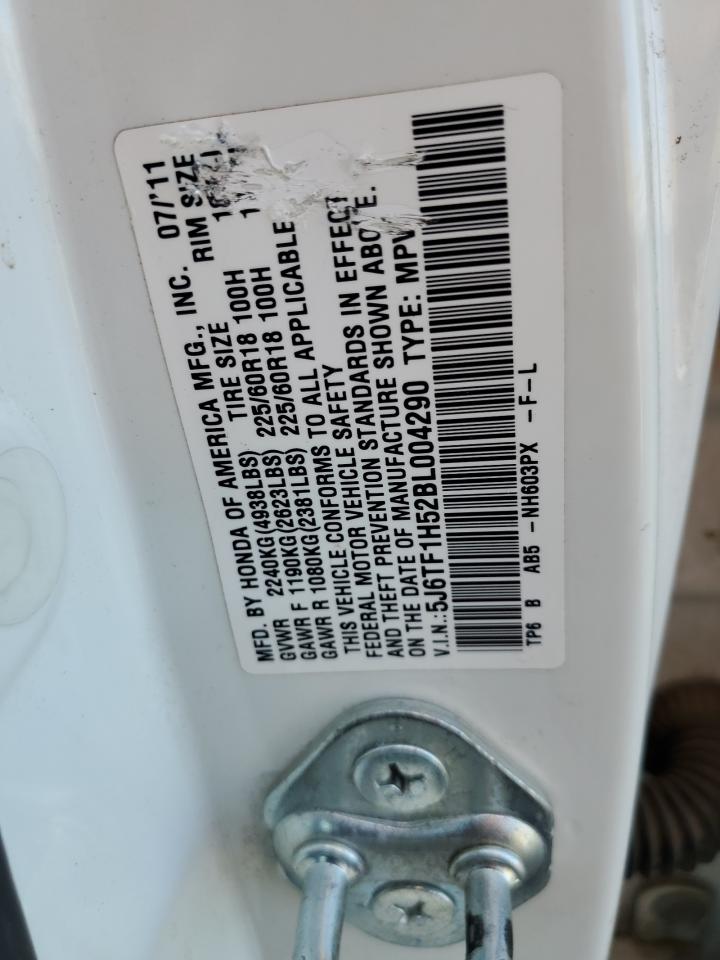 MFD. BY HONDA OF AMERICA MFG., INC. 07/'11
GVWR 2240KG(4938LBS) TIRE SIZE RIM SIZE
GAWR F 1190KG(2623LBS) 225/60R18 100H
GAWR R 1080KG(2381LBS) 225/60R18 100H
THIS VEHICLE CONFORMS TO ALL APPLICABLE
FEDERAL MOTOR VEHICLE SAFETY
AND THEFT PREVENTION STANDARDS IN EFFECT
ON THE DATE OF MANUFACTURE SHOWN ABOVE.
V.I.N.:5J6TF1H52BL004290 TYPE: MPV
TP6 B AB5 -NH603PX -F-L